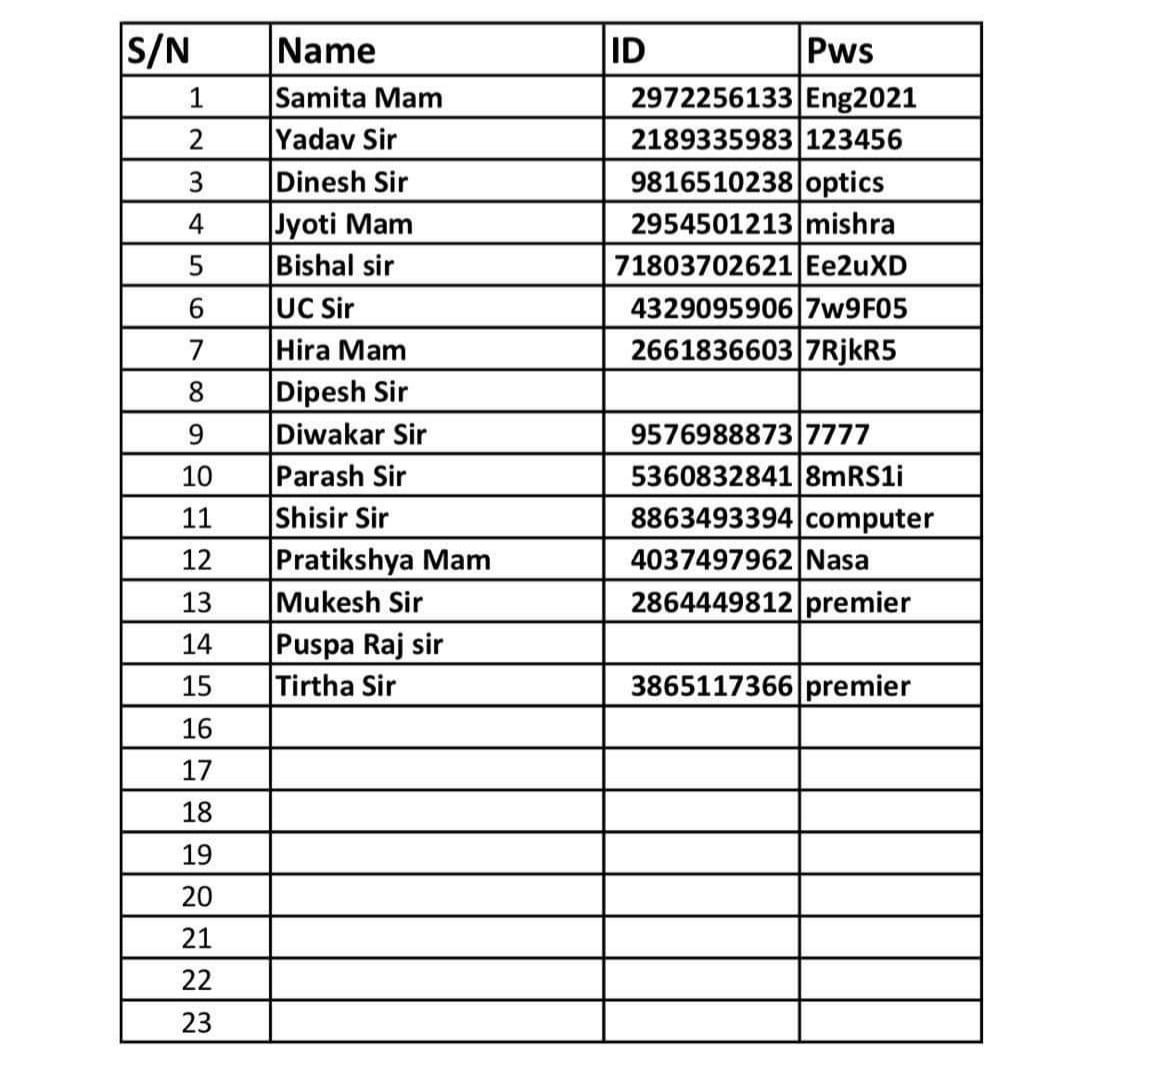 S/N Name ID Pws
1 Samita Mam 2972256133 Eng2021
2 Yadav Sir 2189335983 123456
3 Dinesh Sir 9816510238 optics
4 Jyoti Mam 2954501213 mishra
5 Bishal sir 71803702621 Ee2uXD
6 UC Sir 4329095906 7w9F05
7 Hira Mam 2661836603 7RjkR5
8 Dipesh Sir
9 Diwakar Sir 9576988873 7777
10 Parash Sir 5360832841 8mRS1i
11 Shisir Sir 8863493394 computer
12 Pratikshya Mam 4037497962 Nasa
13 Mukesh Sir 2864449812 premier
14 Puspa Raj sir
15 Tirtha Sir 3865117366 premier
16
17
18
19
20
21
22
23